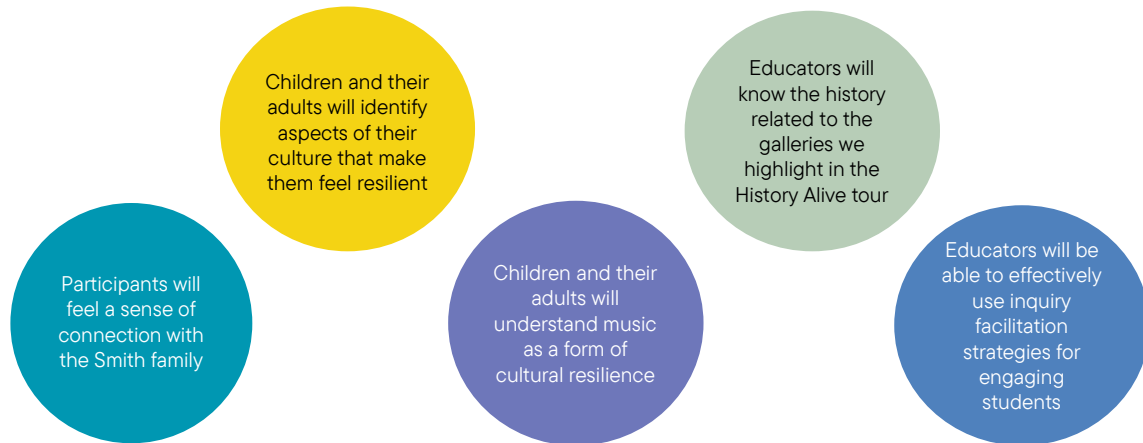 Participants will
feel a sense of
connection with
the Smith family
Children and their
adults will identify
aspects of their
culture that make
them feel resilient
Children and their
adults will
understand music
as a form of
cultural resilience
Educators will
know the history
related to the
galleries we
highlight in the
History Alive tour
Educators will be
able to effectively
use inquiry
facilitation
strategies for
engaging
students